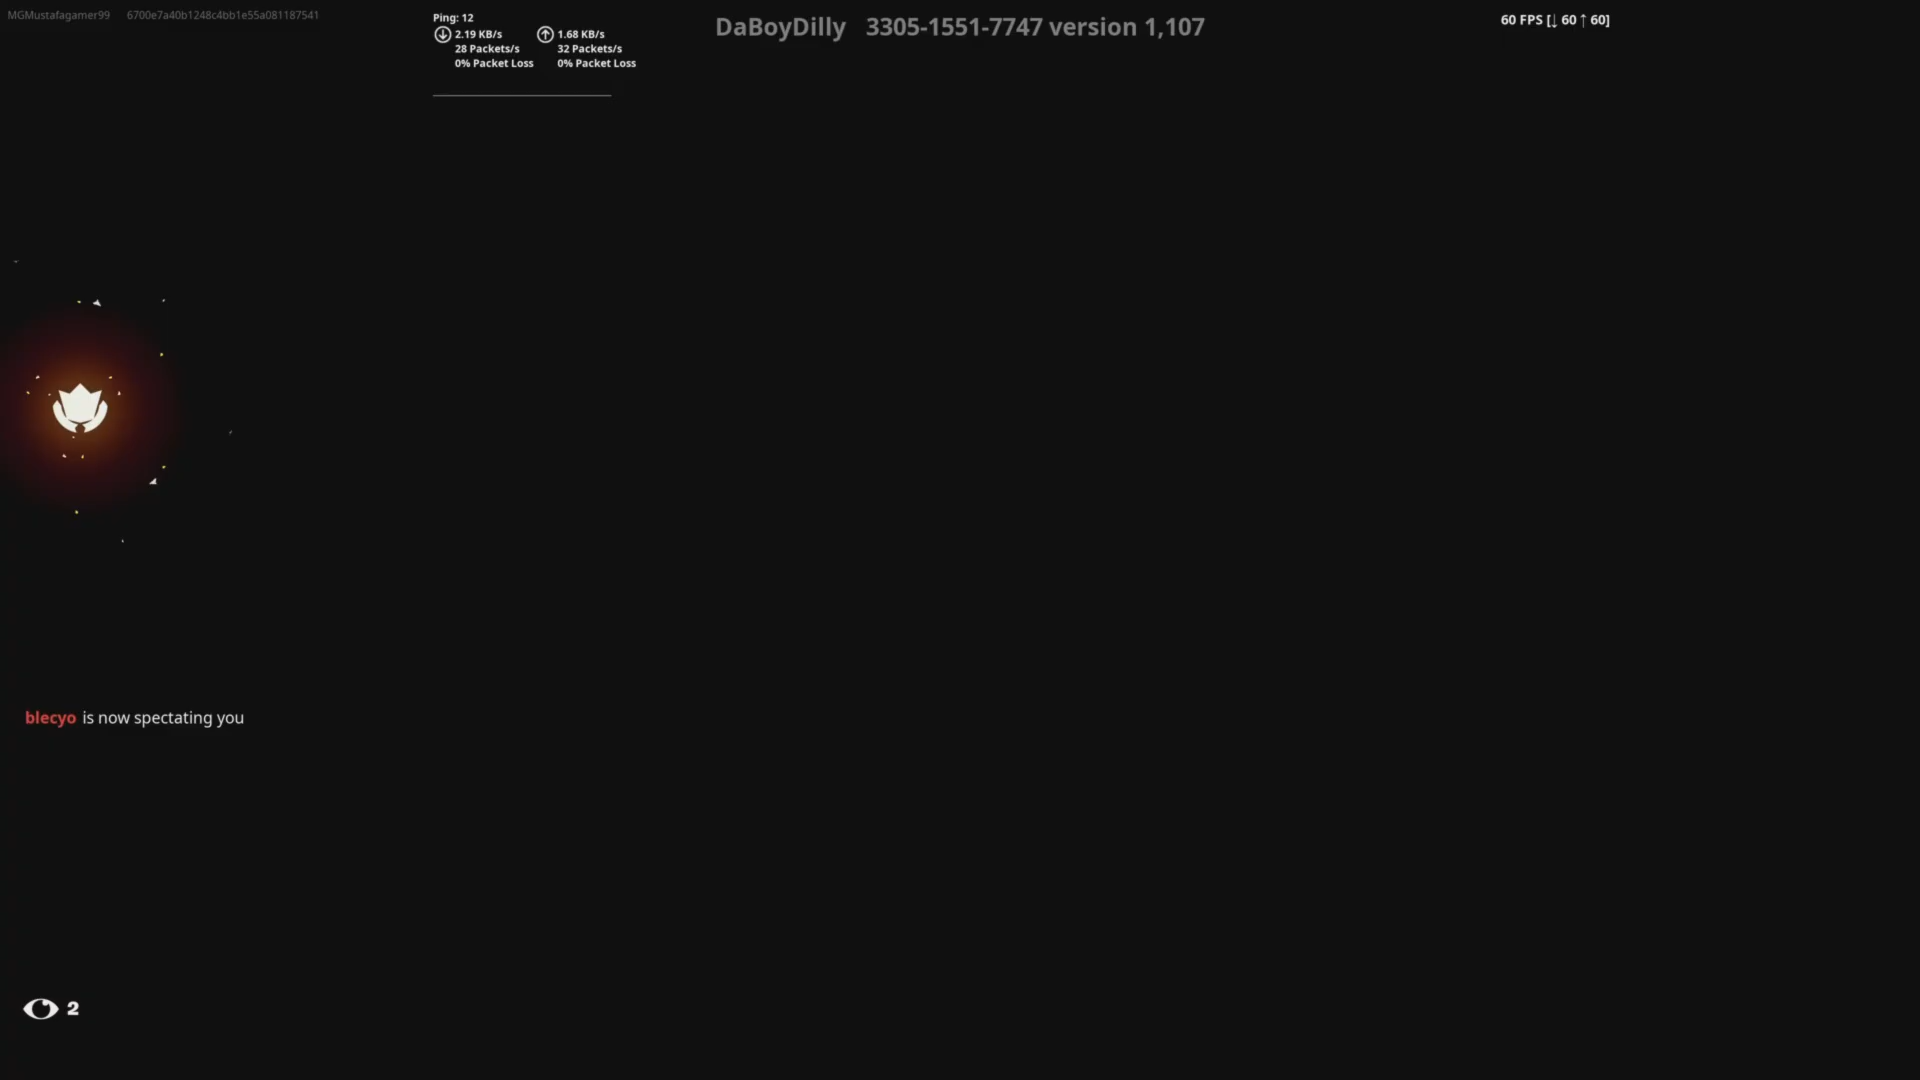 MGMustafagamer99 6700e7a40b1248c4bb1e55a081187541
Ping: 12
2.19 KB/s 1.68 KB/s
28 Packets/s 32 Packets/s
0% Packet Loss 0% Packet Loss
DaBoyDilly 3305-1551-7747 version 1,107
60 FPS [↓ 60 ↑ 60]
blecyo is now spectating you
2